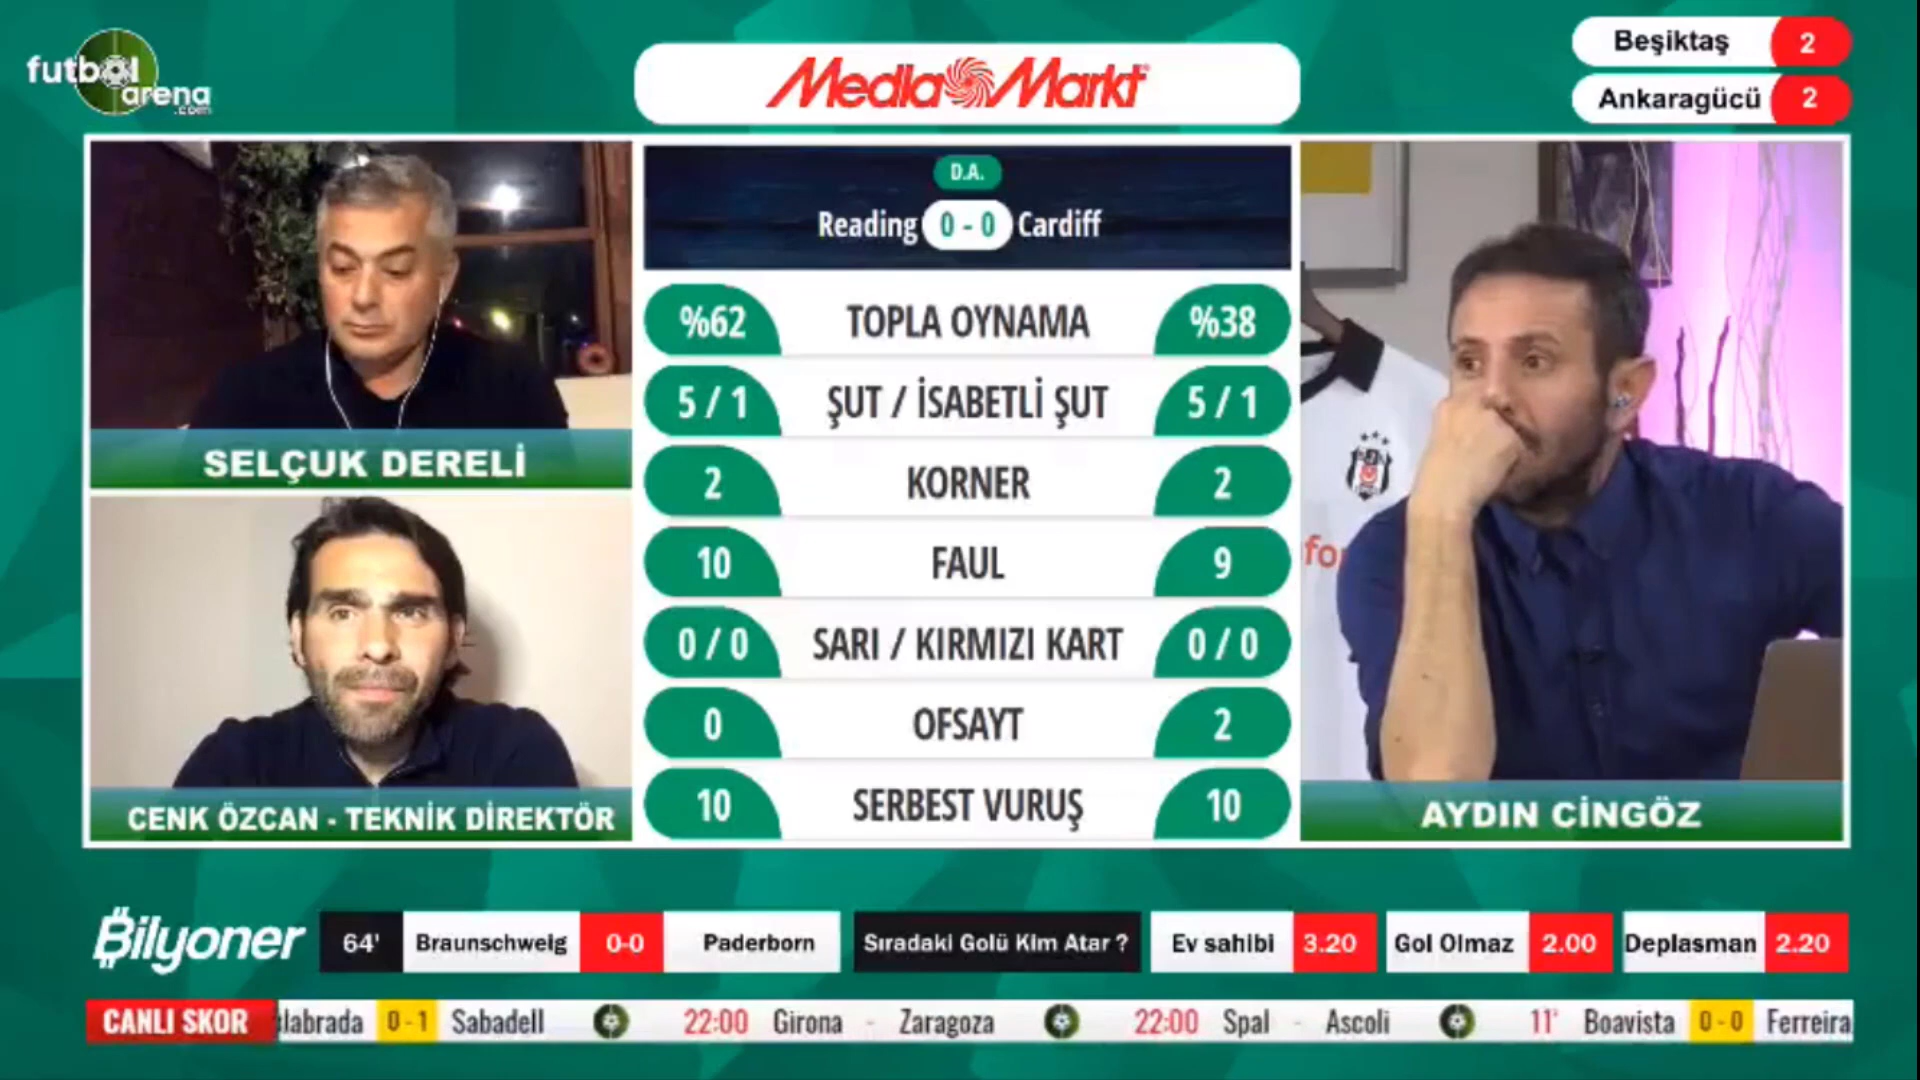 futbol
arena
.com
MediaMarkt
Beşiktaş 2
Ankaragücü 2
D.A.
Reading 0 - 0 Cardiff
%62 TOPLA OYNAMA %38
5 / 1 ŞUT / İSABETLİ ŞUT 5 / 1
2 KORNER 2
10 FAUL 9
0 / 0 SARI / KIRMIZI KART 0 / 0
0 OFSAYT 2
10 SERBEST VURUŞ 10
SELÇUK DERELİ
CENK ÖZCAN - TEKNİK DİREKTÖR
AYDIN CİNGÖZ
Bilyoner 64' Braunschweig 0-0 Paderborn Sıradaki Golü Kim Atar ? Ev sahibi 3.20 Gol Olmaz 2.00 Deplasman 2.20
CANLI SKOR labrada 0 - 1 Sabadell 22:00 Girona - Zaragoza 22:00 Spal - Ascoli 11' Boavista 0 - 0 Ferreira